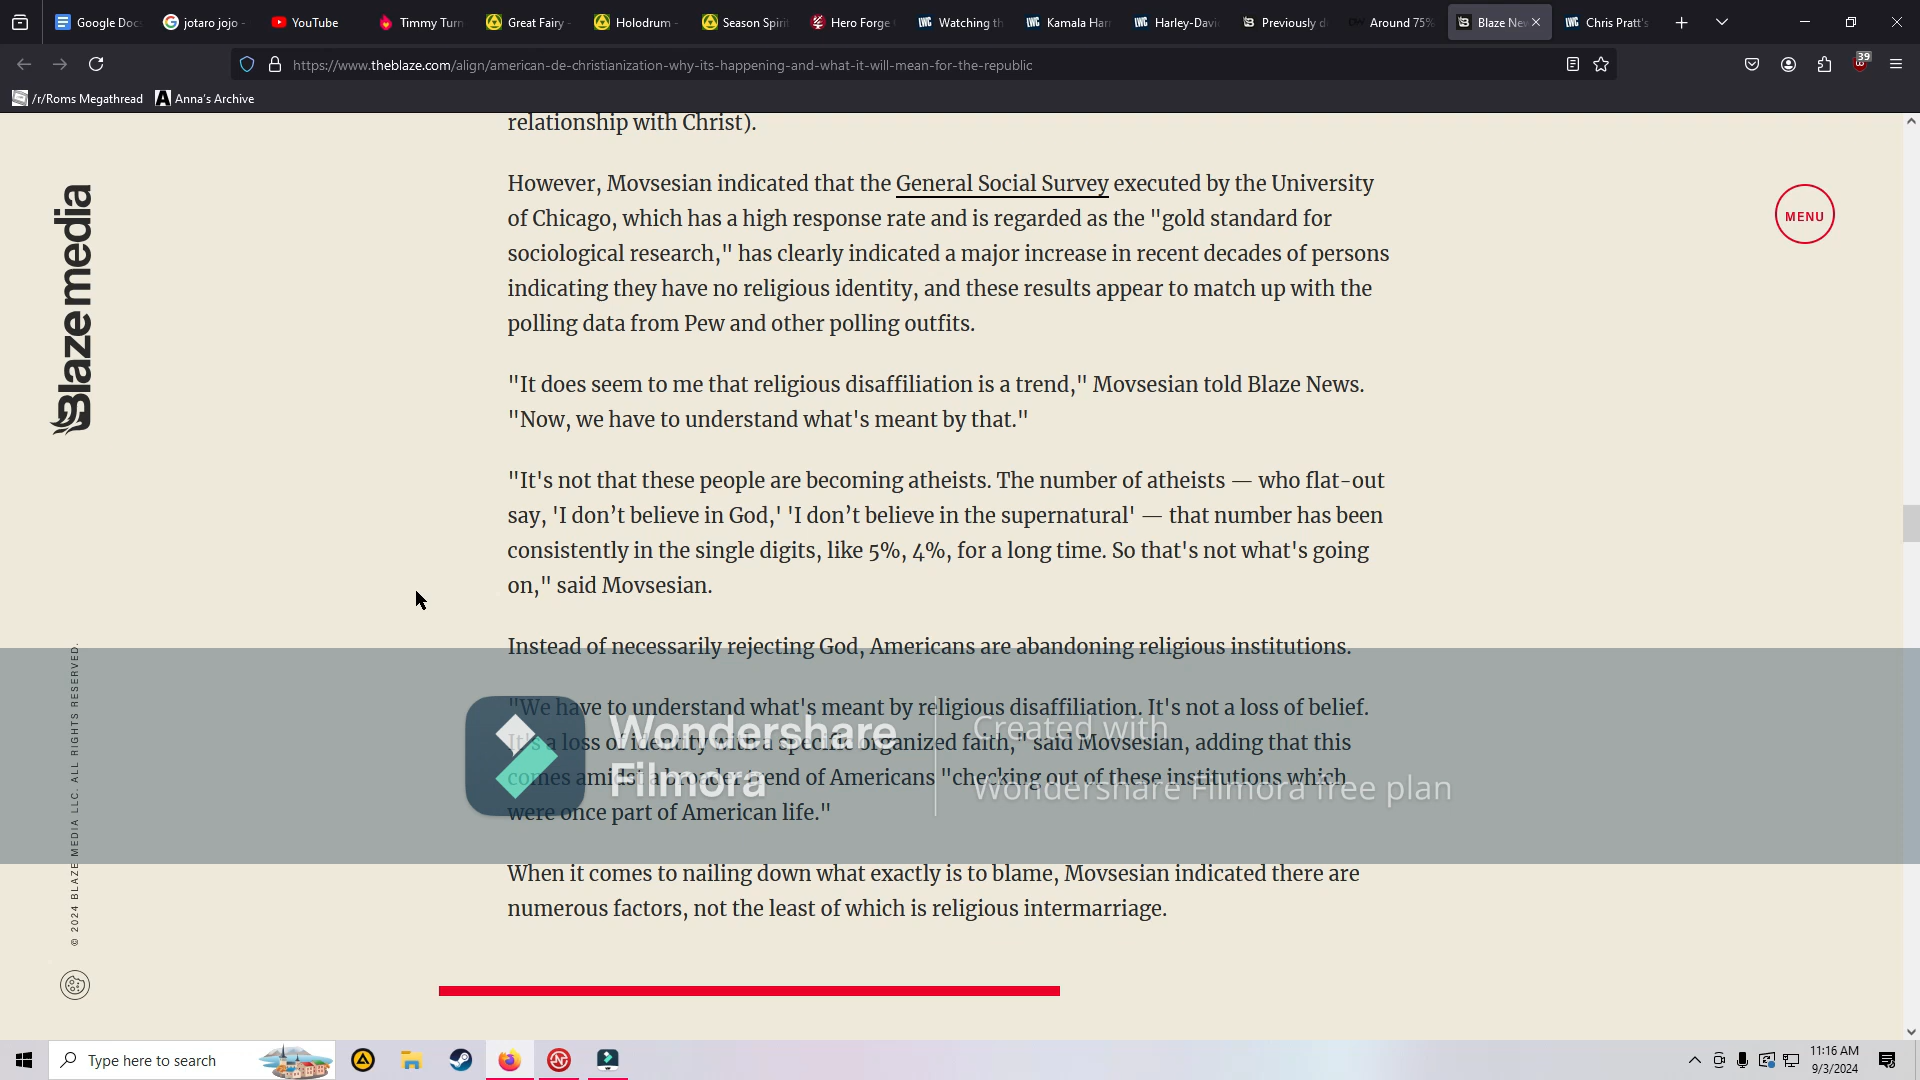 Google Docs
jotaro jojo -
YouTube
Timmy Turn
Great Fairy -
Holodrum -
Season Spirit
Hero Forge
Watching th
Kamala Har
Harley-Davi
Previously d
Around 75%
Blaze New
Chris Pratt's
https://www.theblaze.com/align/american-de-christianization-why-its-happening-and-what-it-will-mean-for-the-republic
39
/r/Roms Megathread
Anna's Archive
relationship with Christ).
However, Movsesian indicated that the General Social Survey executed by the University
of Chicago, which has a high response rate and is regarded as the "gold standard for
sociological research," has clearly indicated a major increase in recent decades of persons
indicating they have no religious identity, and these results appear to match up with the
polling data from Pew and other polling outfits.
"It does seem to me that religious disaffiliation is a trend," Movsesian told Blaze News.
"Now, we have to understand what's meant by that."
"It's not that these people are becoming atheists. The number of atheists — who flat-out
say, 'I don’t believe in God,' 'I don’t believe in the supernatural' — that number has been
consistently in the single digits, like 5%, 4%, for a long time. So that's not what's going
on," said Movsesian.
Instead of necessarily rejecting God, Americans are abandoning religious institutions.
"We have to understand what's meant by religious disaffiliation. It's not a loss of belief.
It's a loss of identity with a specific organized faith," said Movsesian, adding that this
comes amidst a broader trend of Americans "checking out of these institutions which
were once part of American life."
When it comes to nailing down what exactly is to blame, Movsesian indicated there are
numerous factors, not the least of which is religious intermarriage.
Blaze media
© 2024 BLAZE MEDIA LLC. ALL RIGHTS RESERVED.
MENU
Wondershare
Filmora
Created with
Wondershare Filmora free plan
Type here to search
11:16 AM
9/3/2024